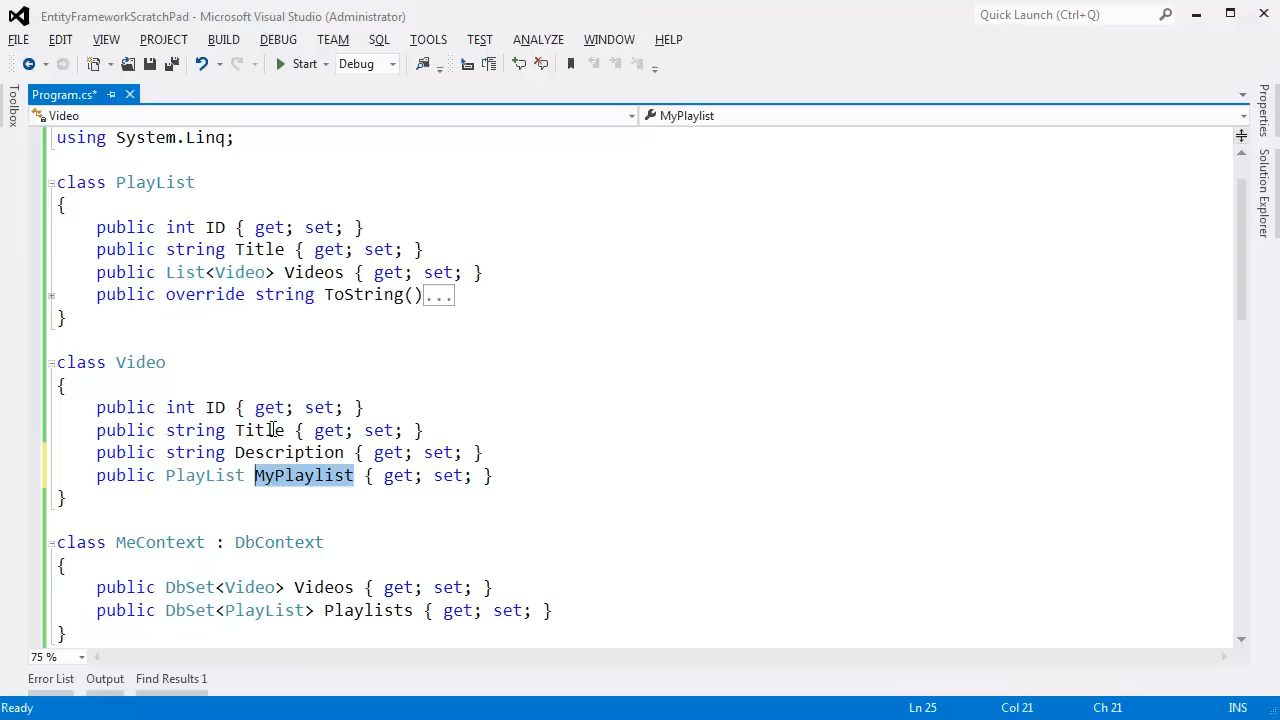 EntityFrameworkScratchPad - Microsoft Visual Studio (Administrator)
Quick Launch (Ctrl+Q)
FILE EDIT VIEW PROJECT BUILD DEBUG TEAM SQL TOOLS TEST ANALYZE WINDOW HELP
Start Debug
Toolbox
Program.cs*
Properties
Solution Explorer
Video
MyPlaylist
using System.Linq;
class PlayList
{
public int ID { get; set; }
public string Title { get; set; }
public List<Video> Videos { get; set; }
public override string ToString()...
}
class Video
{
public int ID { get; set; }
public string Title { get; set; }
public string Description { get; set; }
public PlayList MyPlaylist { get; set; }
}
class MeContext : DbContext
{
public DbSet<Video> Videos { get; set; }
public DbSet<PlayList> Playlists { get; set; }
}
75 %
Error List Output Find Results 1
Ready Ln 25 Col 21 Ch 21 INS